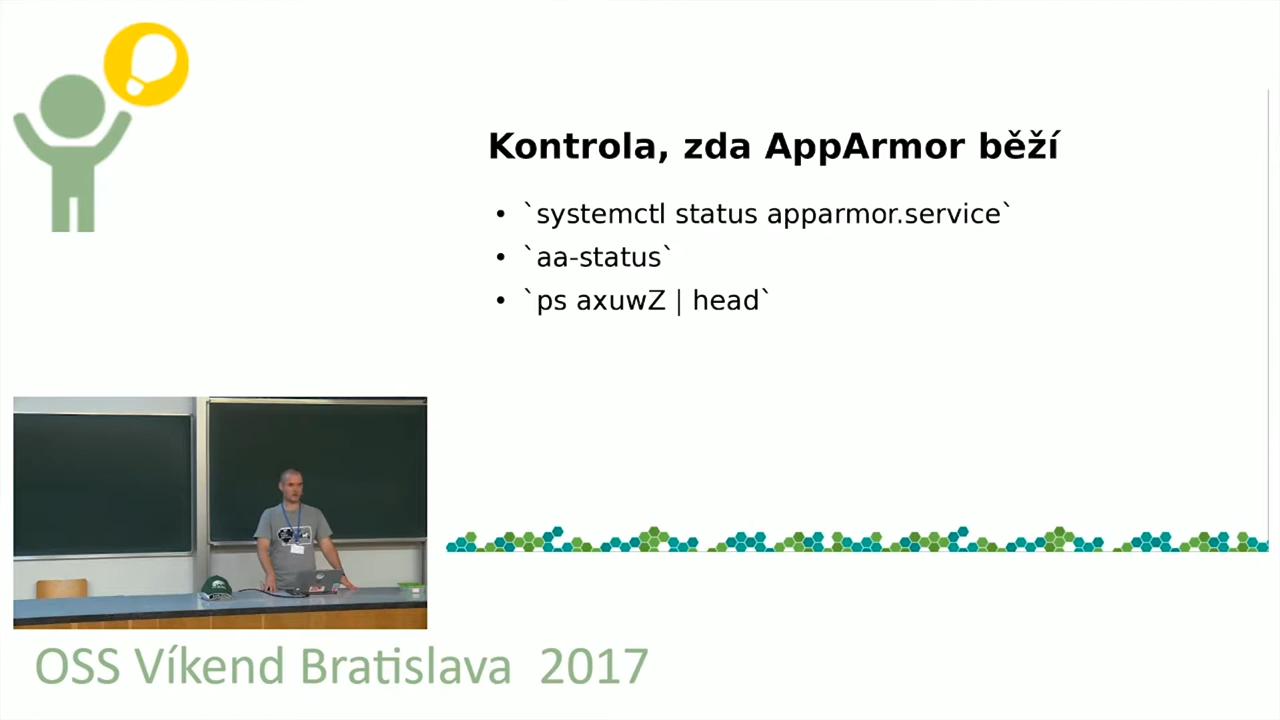 Kontrola, zda AppArmor běží
• `systemctl status apparmor.service`
• `aa-status`
• `ps axuwZ | head`
OSS Víkend Bratislava 2017